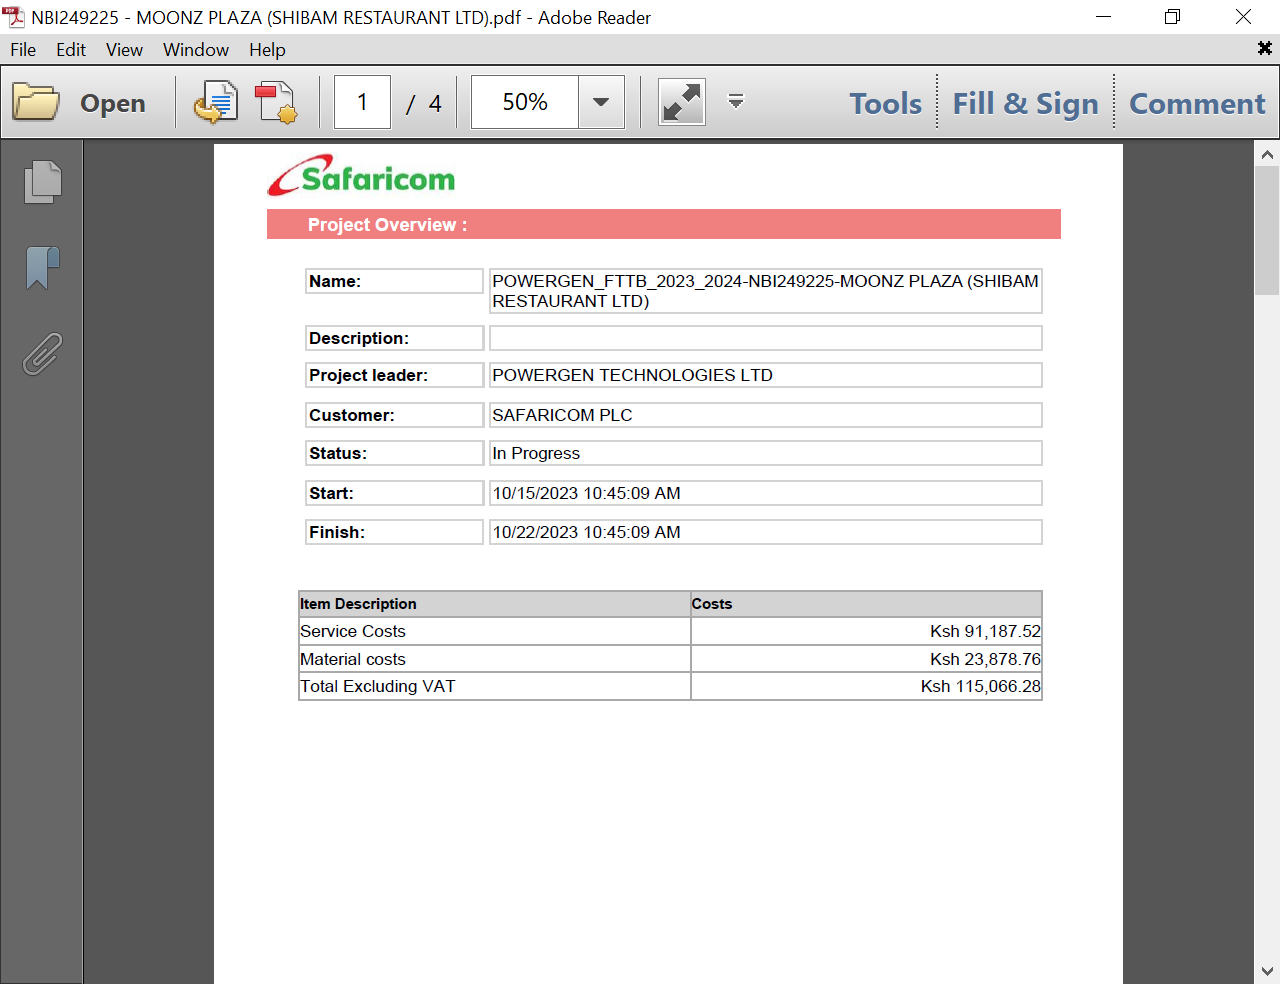 NBI249225 - MOONZ PLAZA (SHIBAM RESTAURANT LTD).pdf - Adobe Reader
File Edit View Window Help
Open 1 / 4 50% Tools Fill & Sign Comment
Safaricom
Project Overview :
Name: POWERGEN_FTTB_2023_2024-NBI249225-MOONZ PLAZA (SHIBAM
RESTAURANT LTD)
Description:
Project leader: POWERGEN TECHNOLOGIES LTD
Customer: SAFARICOM PLC
Status: In Progress
Start: 10/15/2023 10:45:09 AM
Finish: 10/22/2023 10:45:09 AM
Item Description Costs
Service Costs Ksh 91,187.52
Material costs Ksh 23,878.76
Total Excluding VAT Ksh 115,066.28